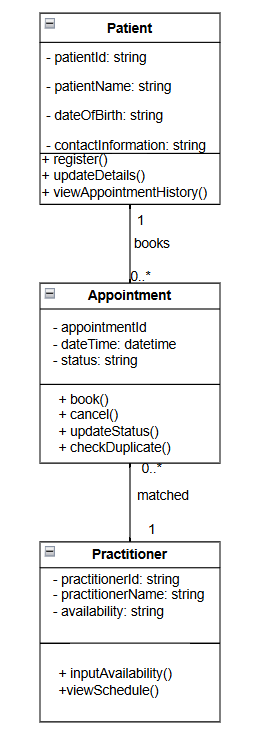 Patient
- patientId: string
- patientName: string
- dateOfBirth: string
- contactInformation: string
+ register()
+ updateDetails()
+ viewAppointmentHistory()
1
books
0..*
Appointment
- appointmentId
- dateTime: datetime
- status: string
+ book()
+ cancel()
+ updateStatus()
+ checkDuplicate()
0..*
matched
1
Practitioner
- practitionerId: string
- practitionerName: string
- availability: string
+ inputAvailability()
+viewSchedule()